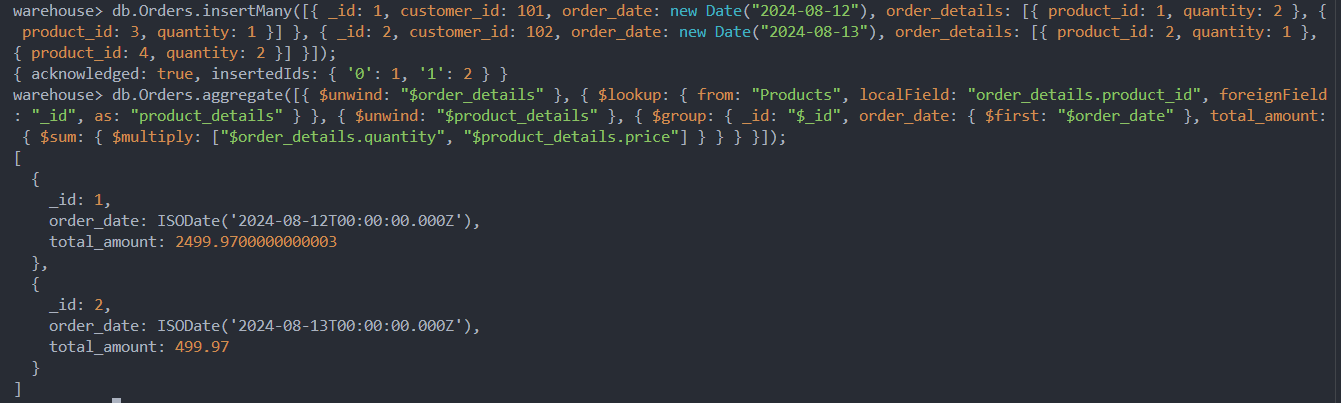 warehouse> db.Orders.insertMany([{ _id: 1, customer_id: 101, order_date: new Date("2024-08-12"), order_details: [{ product_id: 1, quantity: 2 }, {
product_id: 3, quantity: 1 }] }, { _id: 2, customer_id: 102, order_date: new Date("2024-08-13"), order_details: [{ product_id: 2, quantity: 1 },
{ product_id: 4, quantity: 2 }] }]);
{ acknowledged: true, insertedIds: { '0': 1, '1': 2 } }
warehouse> db.Orders.aggregate([{ $unwind: "$order_details" }, { $lookup: { from: "Products", localField: "order_details.product_id", foreignField
: "_id", as: "product_details" } }, { $unwind: "$product_details" }, { $group: { _id: "$_id", order_date: { $first: "$order_date" }, total_amount:
{ $sum: { $multiply: ["$order_details.quantity", "$product_details.price"] } } } }]);
[
  {
    _id: 1,
    order_date: ISODate('2024-08-12T00:00:00.000Z'),
    total_amount: 2499.9700000000003
  },
  {
    _id: 2,
    order_date: ISODate('2024-08-13T00:00:00.000Z'),
    total_amount: 499.97
  }
]